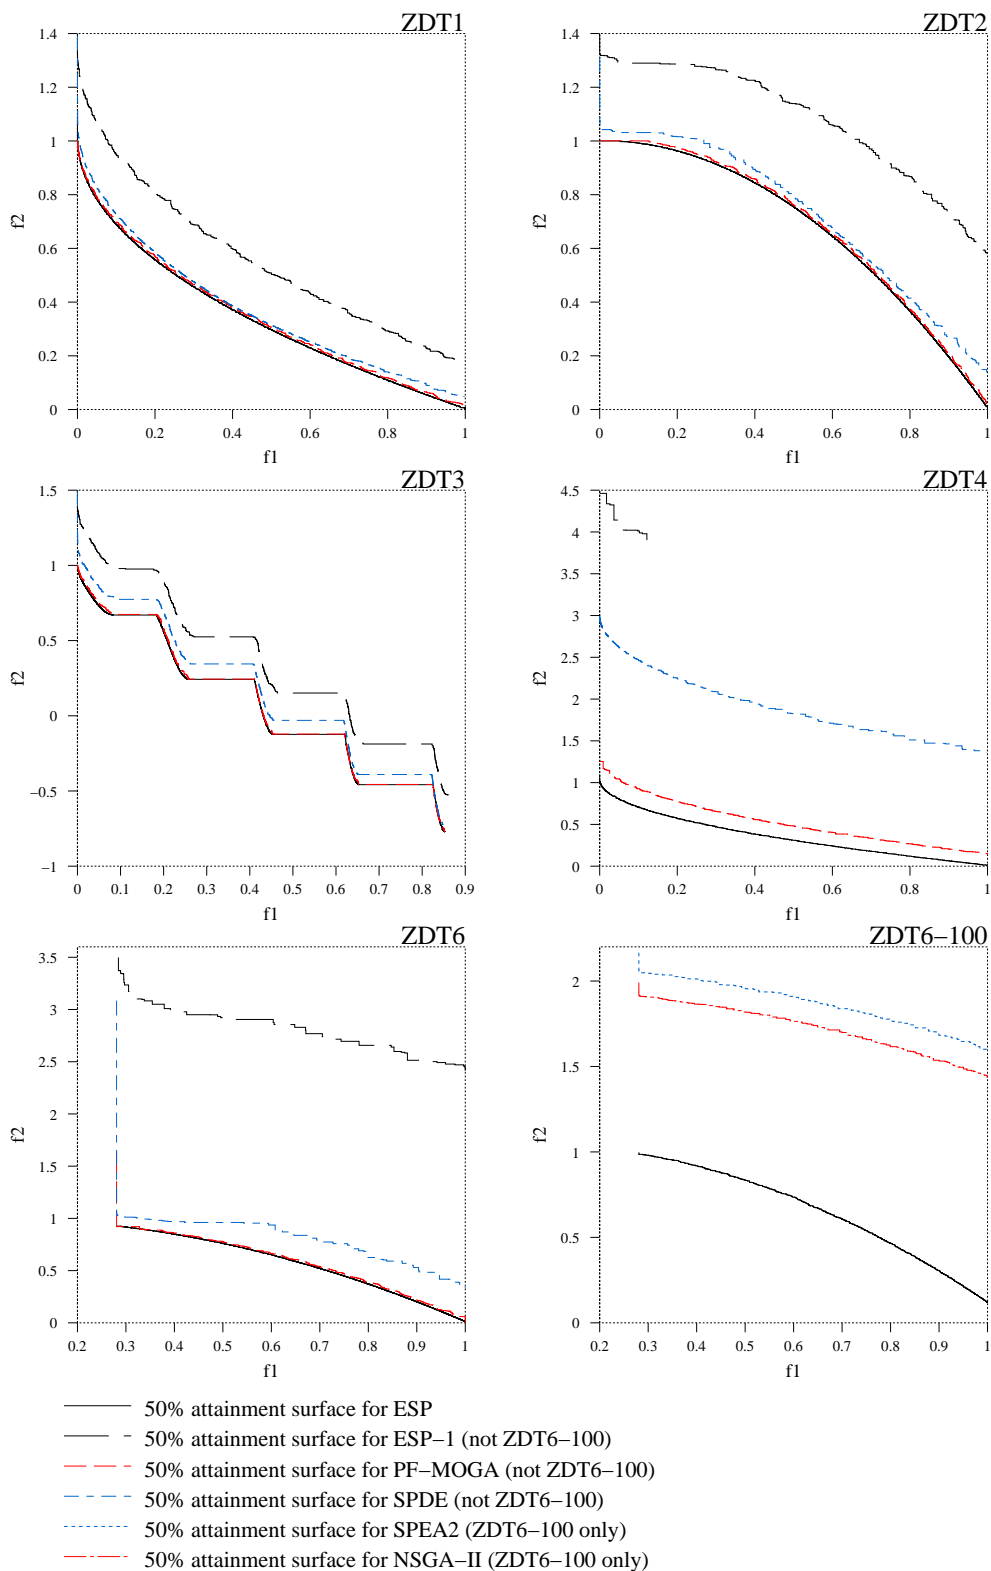 ZDT1
1.4
1.2
1
0.8
0.6
0.4
0.2
0
f2
0 0.2 0.4 0.6 0.8 1
f1
ZDT2
1.4
1.2
1
0.8
0.6
0.4
0.2
0
f2
0 0.2 0.4 0.6 0.8 1
f1
ZDT3
1.5
1
0.5
0
−0.5
−1
f2
0 0.1 0.2 0.3 0.4 0.5 0.6 0.7 0.8 0.9
f1
ZDT4
4.5
4
3.5
3
2.5
2
1.5
1
0.5
0
f2
0 0.2 0.4 0.6 0.8 1
f1
ZDT6
3.5
3
2.5
2
1.5
1
0.5
0
f2
0.2 0.3 0.4 0.5 0.6 0.7 0.8 0.9 1
f1
ZDT6−100
2
1.5
1
0.5
0
f2
0.2 0.3 0.4 0.5 0.6 0.7 0.8 0.9 1
f1
50% attainment surface for ESP
50% attainment surface for ESP−1 (not ZDT6−100)
50% attainment surface for PF−MOGA (not ZDT6−100)
50% attainment surface for SPDE (not ZDT6−100)
50% attainment surface for SPEA2 (ZDT6−100 only)
50% attainment surface for NSGA−II (ZDT6−100 only)